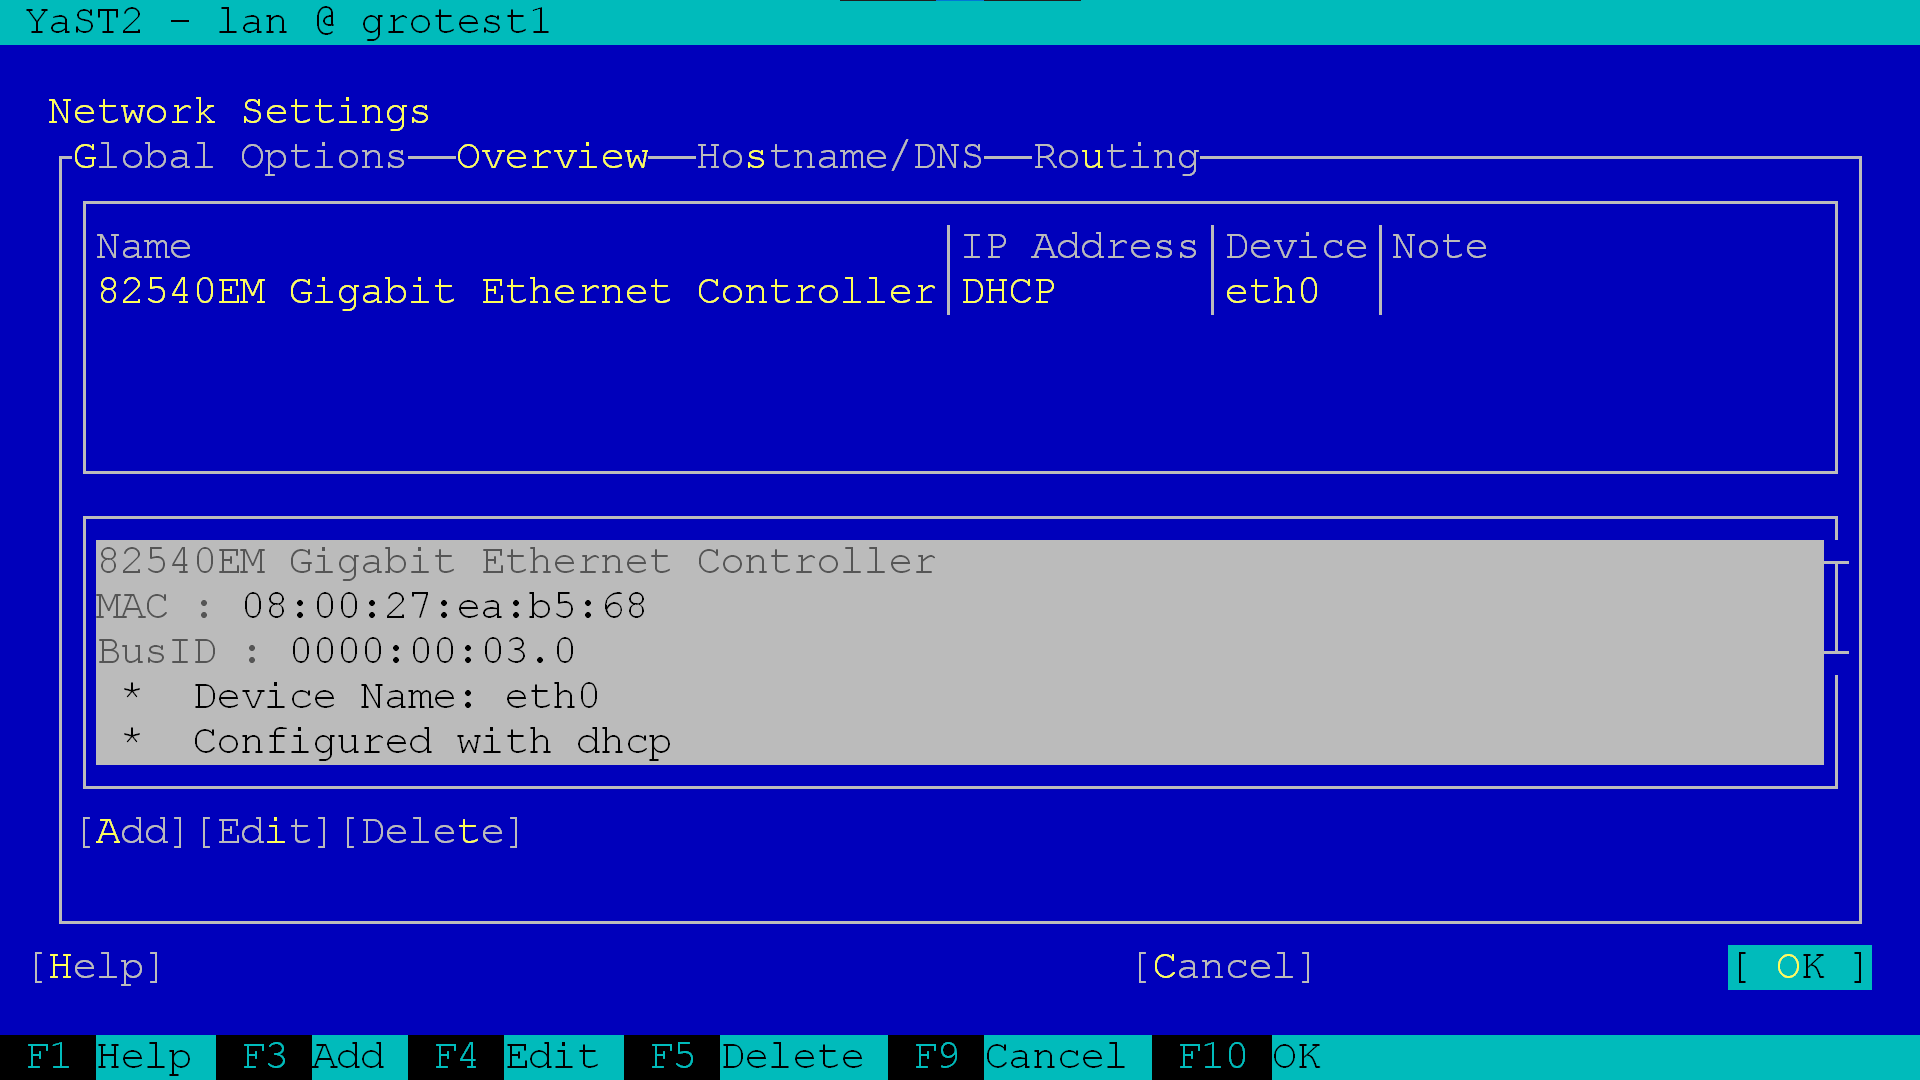 YaST2 - lan @ grotest1
Network Settings
Global Options Overview Hostname/DNS Routing
Name IP Address Device Note
82540EM Gigabit Ethernet Controller DHCP eth0
82540EM Gigabit Ethernet Controller
MAC : 08:00:27:ea:b5:68
BusID : 0000:00:03.0
* Device Name: eth0
* Configured with dhcp
[Add][Edit][Delete]
[Help] [Cancel] [ OK ]
F1 Help F3 Add F4 Edit F5 Delete F9 Cancel F10 OK